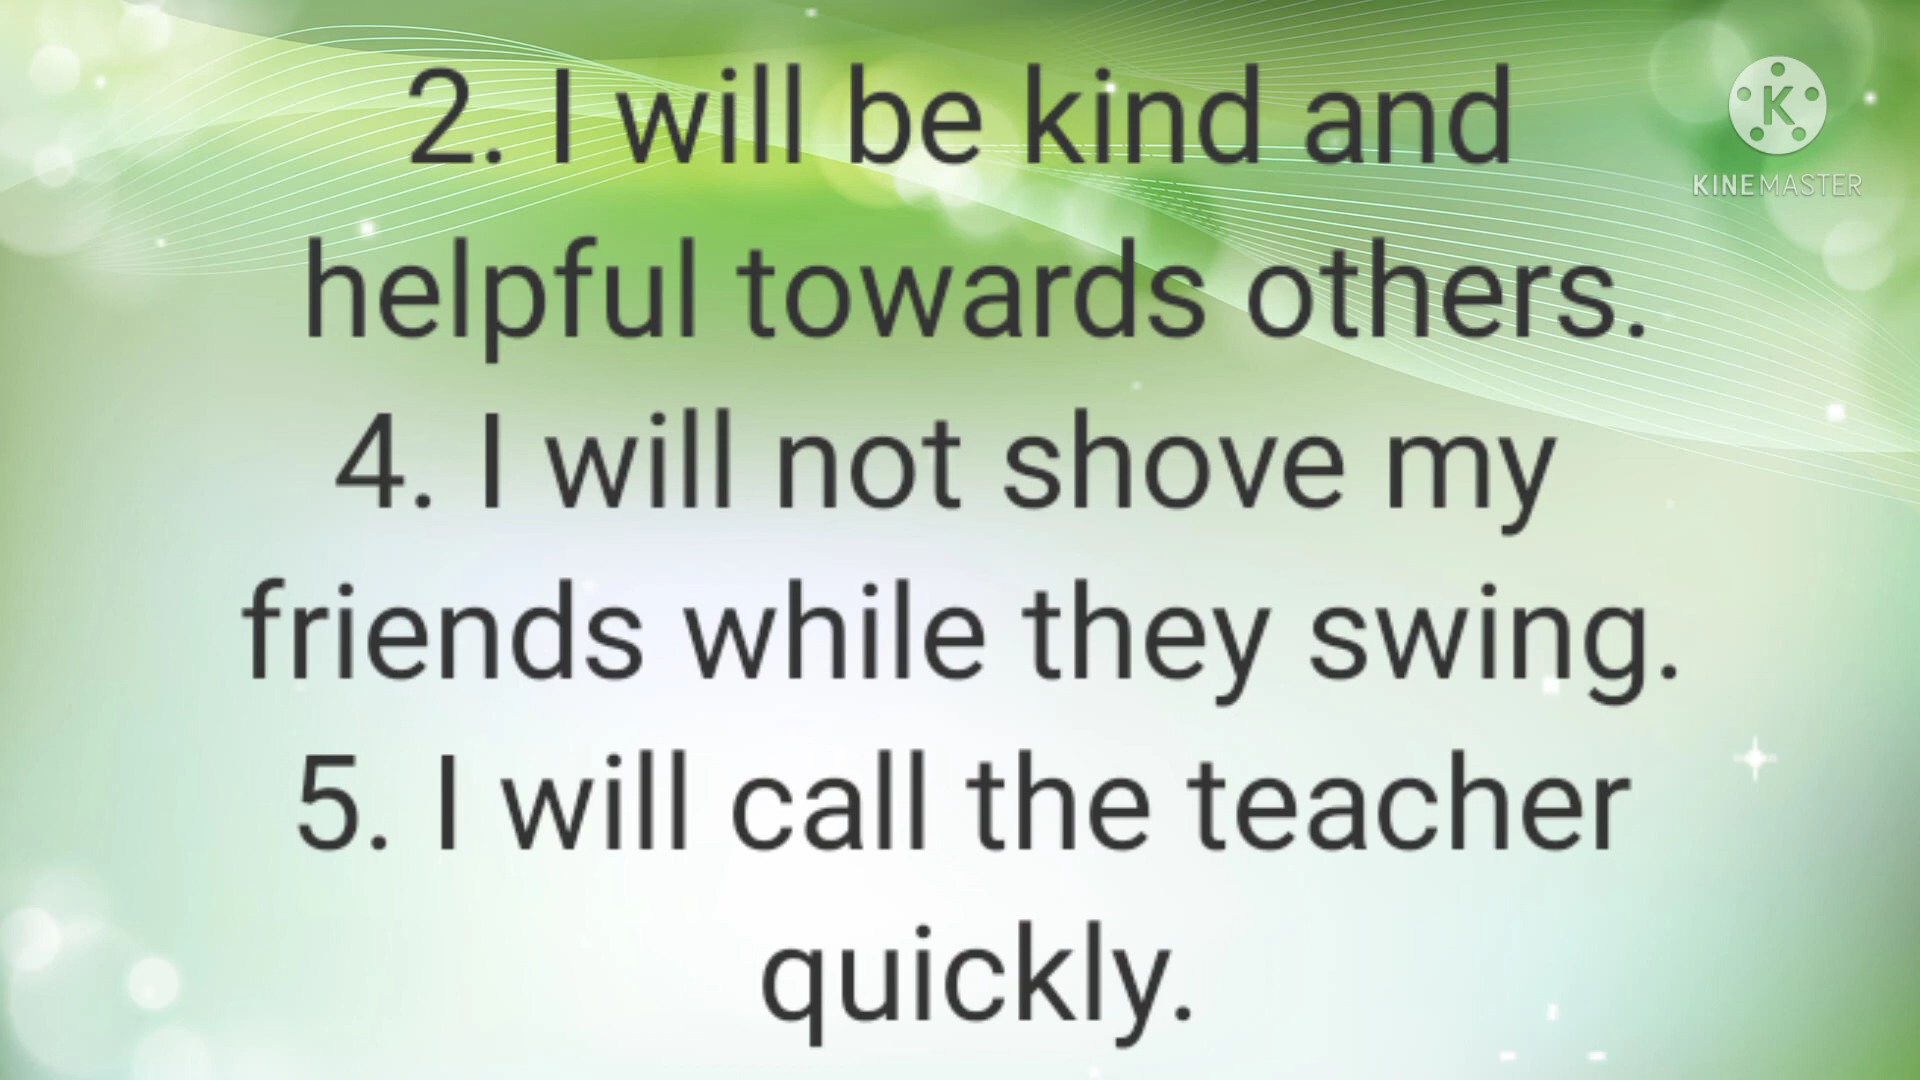 2. I will be kind and
helpful towards others.
4. I will not shove my
friends while they swing.
5. I will call the teacher
quickly.
K
KINEMASTER